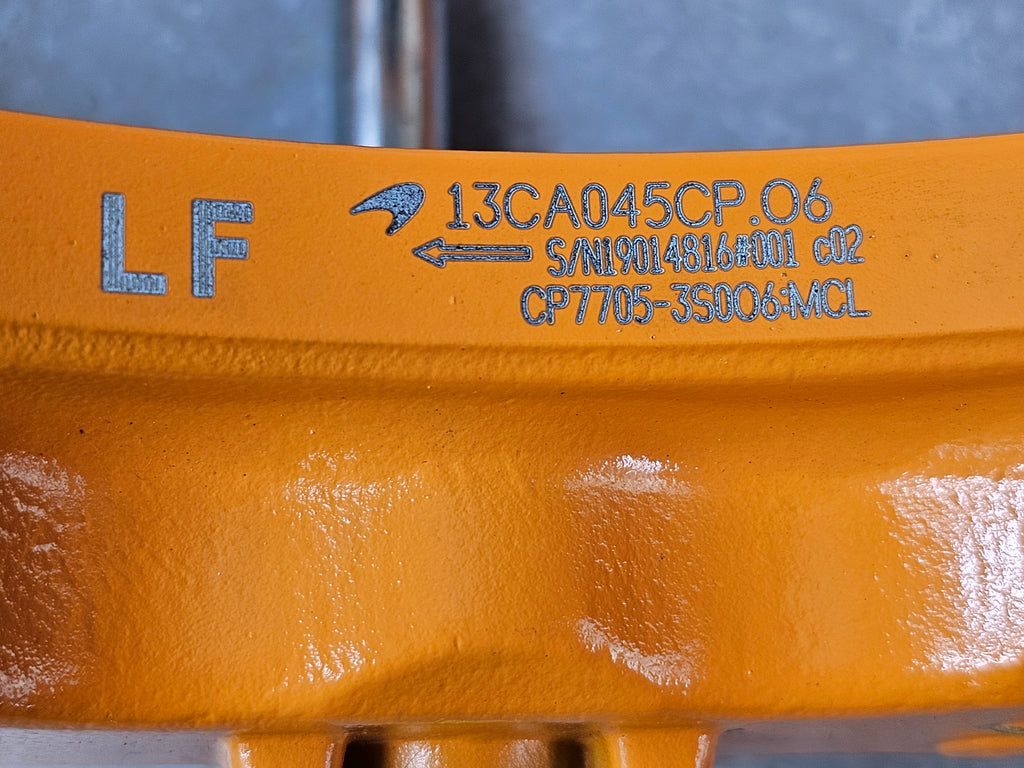 LF
13CA045CP.06
S/N19014816#001 c02
CP7705-3S006:MCL